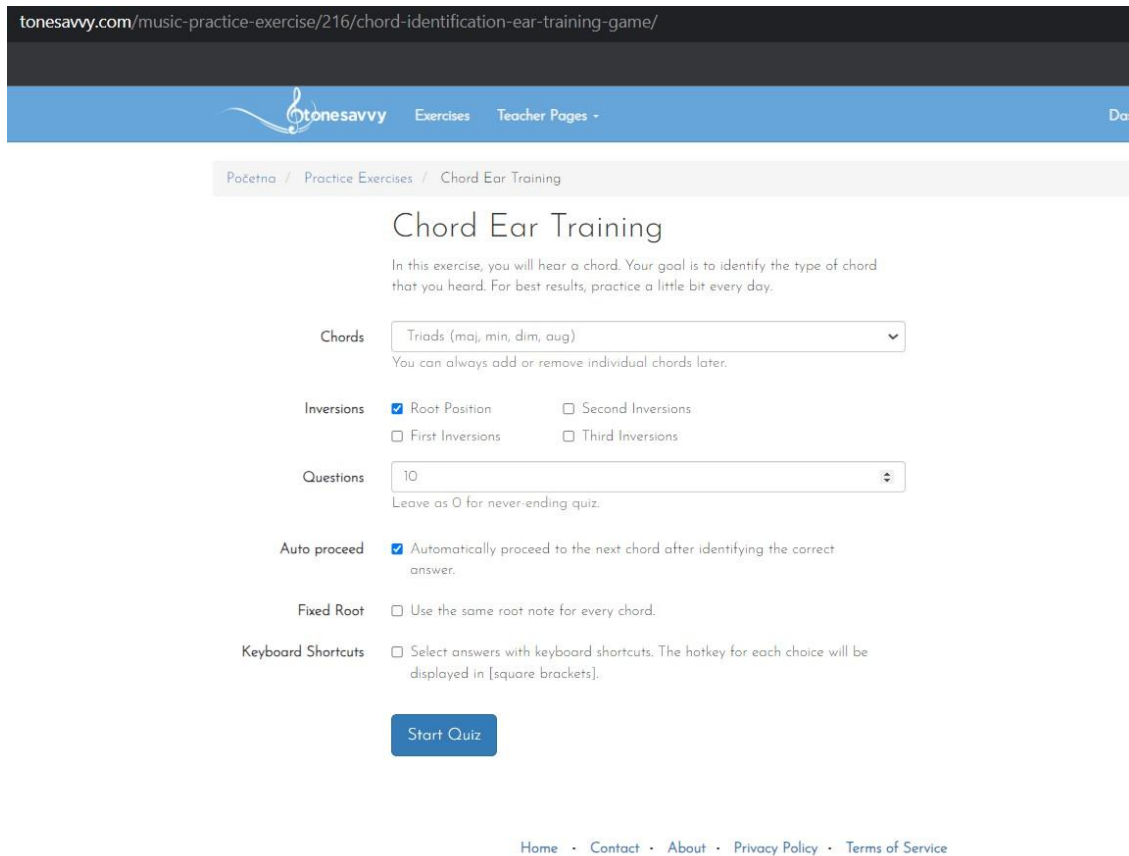 tonesavvy.com/music-practice-exercise/216/chord-identification-ear-training-game/
tonesavvy Exercises Teacher Pages
Početna / Practice Exercises / Chord Ear Training
Chord Ear Training
In this exercise, you will hear a chord. Your goal is to identify the type of chord
that you heard. For best results, practice a little bit every day.
Chords Triads (maj, min, dim, aug)
You can always add or remove individual chords later.
Inversions Root Position Second Inversions
First Inversions Third Inversions
Questions 10
Leave as 0 for never-ending quiz.
Auto proceed Automatically proceed to the next chord after identifying the correct
answer.
Fixed Root Use the same root note for every chord.
Keyboard Shortcuts Select answers with keyboard shortcuts. The hotkey for each choice will be
displayed in [square brackets].
Start Quiz
Home · Contact · About · Privacy Policy · Terms of Service